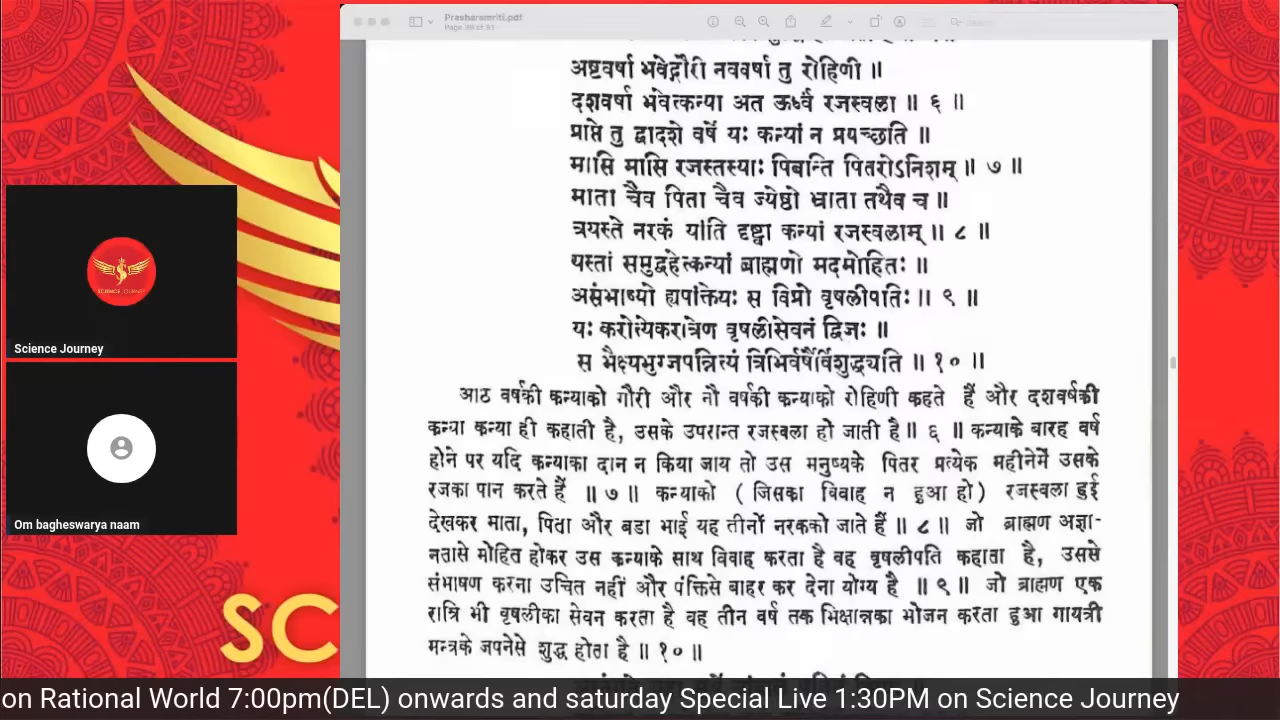 Prasharsmriti.pdf
अष्टवर्षा भवेद्गौरी नववर्षा तु रोहिणी ॥
दशवर्षा भवेत्कन्या अत ऊर्ध्वं रजस्वला ॥ ६ ॥
प्राप्ते तु द्वादशे वर्षे यः कन्यां न प्रयच्छति ॥
मासि मासि रजस्तस्याः पिबन्ति पितरोऽनिशम् ॥ ७ ॥
माता चैव पिता चैव ज्येष्ठो भ्राता तथैव च ॥
त्रयस्ते नरकं यांति दृष्ट्वा कन्यां रजस्वलाम् ॥ ८ ॥
यस्तां समुद्वहेत्कन्यां ब्राह्मणो मदमोहितः ॥
असंभाष्यो ह्यपंक्तियः स विप्रो वृषलीपतिः ॥ ९ ॥
यः करोत्येकरात्रेण वृषलीसेवनं द्विजः ॥
स भैक्ष्यभुग्जपन्नित्यं त्रिभिर्वर्षैर्विशुद्ध्यति ॥ १० ॥
आठ वर्षकी कन्याको गौरी और नौ वर्षकी कन्याको रोहिणी कहते हैं और दशवर्षकी
कन्या कन्या ही कहाती है, उसके उपरान्त रजस्वला हो जाती है॥ ६ ॥ कन्याके बारह वर्ष
होने पर यदि कन्याका दान न किया जाय तो उस मनुष्यके पितर प्रत्येक महीनेमें उसके
रजका पान करते हैं ॥ ७ ॥ कन्याको ( जिसका विवाह न हुआ हो ) रजस्वला हुई
देखकर माता, पिता और बडा भाई यह तीनों नरकको जाते हैं ॥ ८ ॥ जो ब्राह्मण अज्ञा-
नतासे मोहित होकर उस कन्याके साथ विवाह करता है वह वृषलीपति कहाता है, उससे
संभाषण करना उचित नहीं और पंक्तिसे बाहर कर देना योग्य है ॥ ९ ॥ जो ब्राह्मण एक
रात्रि भी वृषलीका सेवन करता है वह तीन वर्ष तक भिक्षान्नका भोजन करता हुआ गायत्री
मन्त्रके जपनेसे शुद्ध होता है ॥ १० ॥
Science Journey
Om bagheswarya naam
SC
on Rational World 7:00pm(DEL) onwards and saturday Special Live 1:30PM on Science Journey